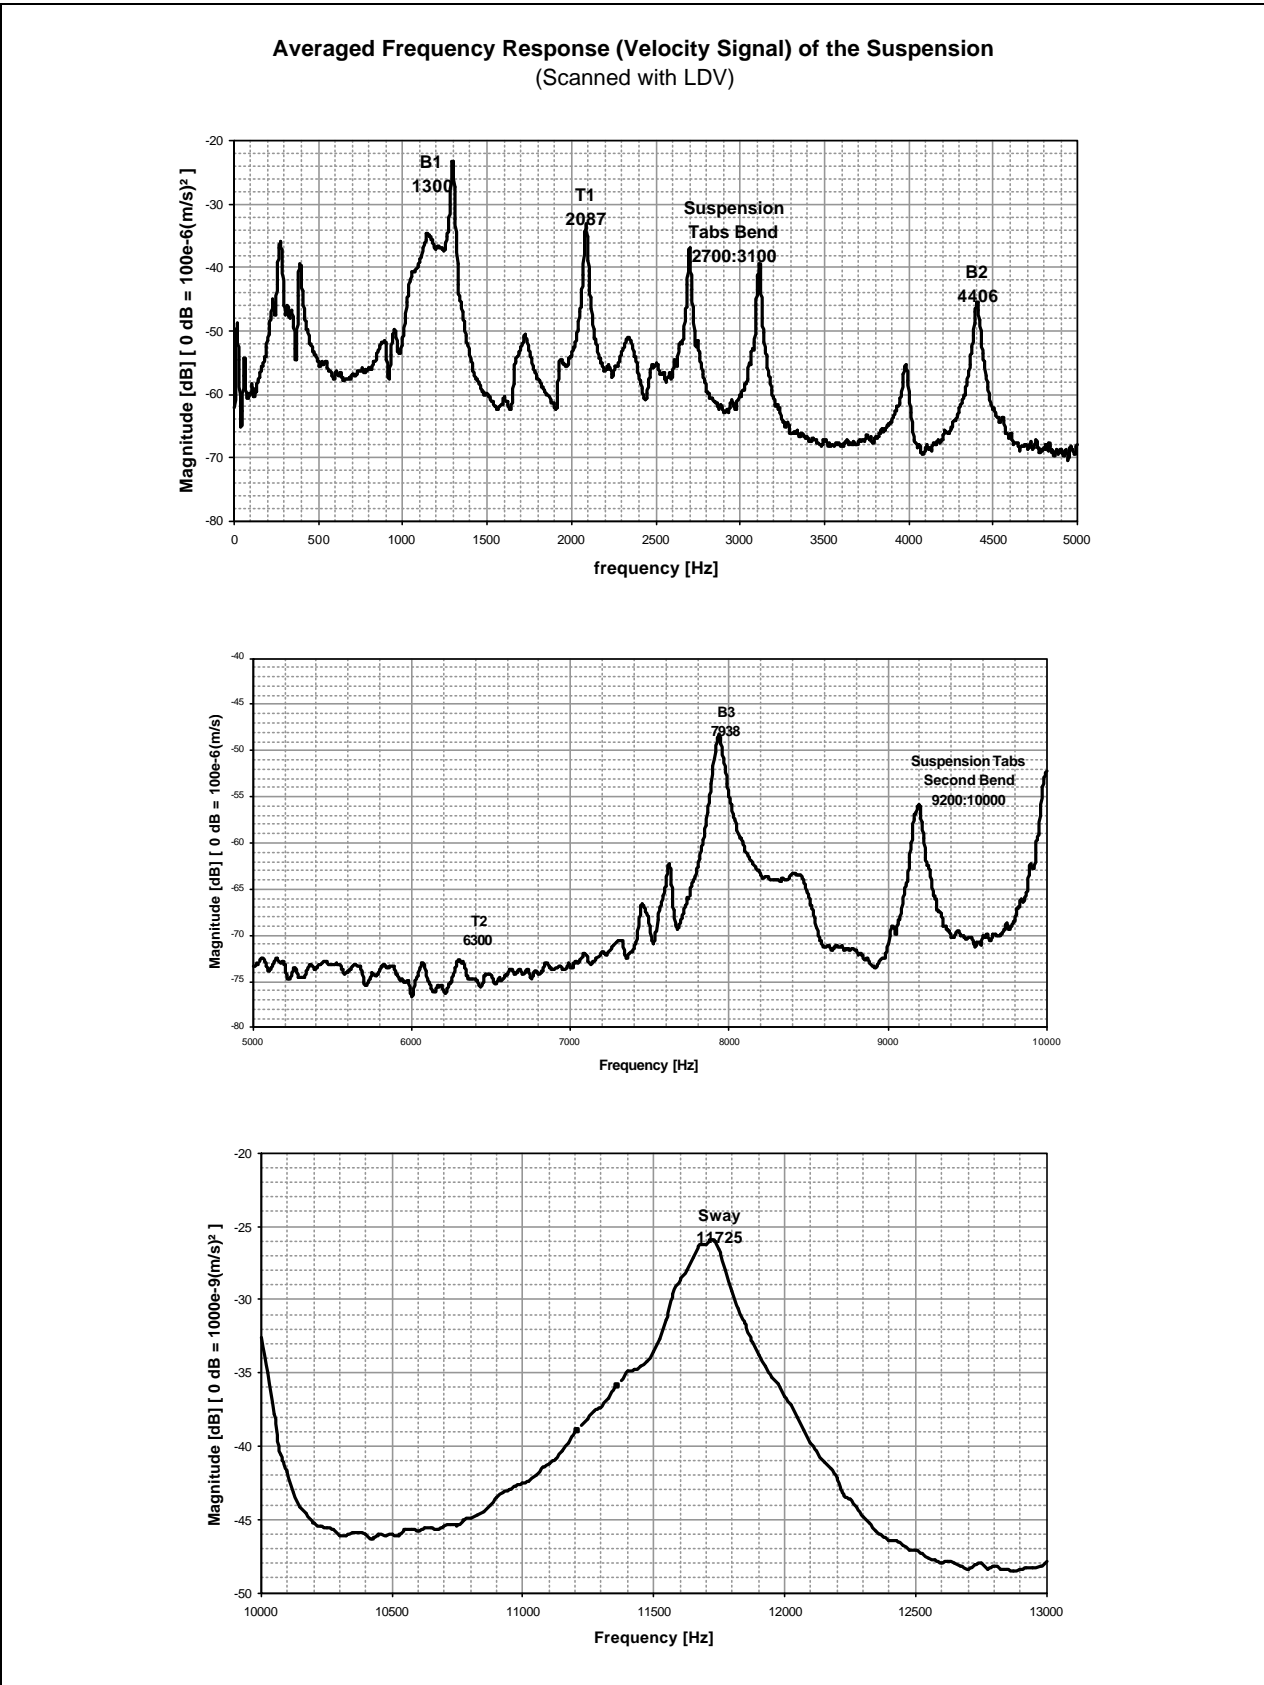 Averaged Frequency Response (Velocity Signal) of the Suspension
(Scanned with LDV)
Magnitude [dB] [ 0 dB = 100e-6(m/s)² ]
-20
-30
-40
-50
-60
-70
-80
B1
1300
T1
2087
Suspension
Tabs Bend
2700:3100
B2
4406
0 500 1000 1500 2000 2500 3000 3500 4000 4500 5000
frequency [Hz]
Magnitude [dB] [ 0 dB = 100e-6(m/s)
-40
-45
-50
-55
-60
-65
-70
-75
-80
T2
6300
B3
7938
Suspension Tabs
Second Bend
9200:10000
5000 6000 7000 8000 9000 10000
Frequency [Hz]
Magnitude [dB] [ 0 dB = 1000e-9(m/s)² ]
-20
-25
-30
-35
-40
-45
-50
Sway
11725
10000 10500 11000 11500 12000 12500 13000
Frequency [Hz]